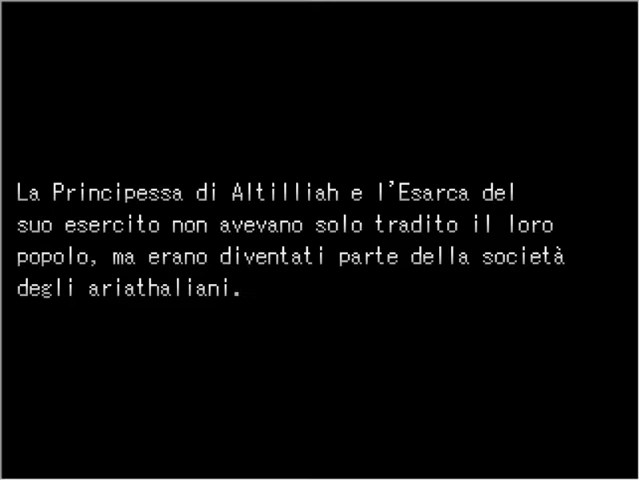 La Principessa di Altilliah e l'Esarca del
suo esercito non avevano solo tradito il loro
popolo, ma erano diventati parte della società
degli ariathaliani.